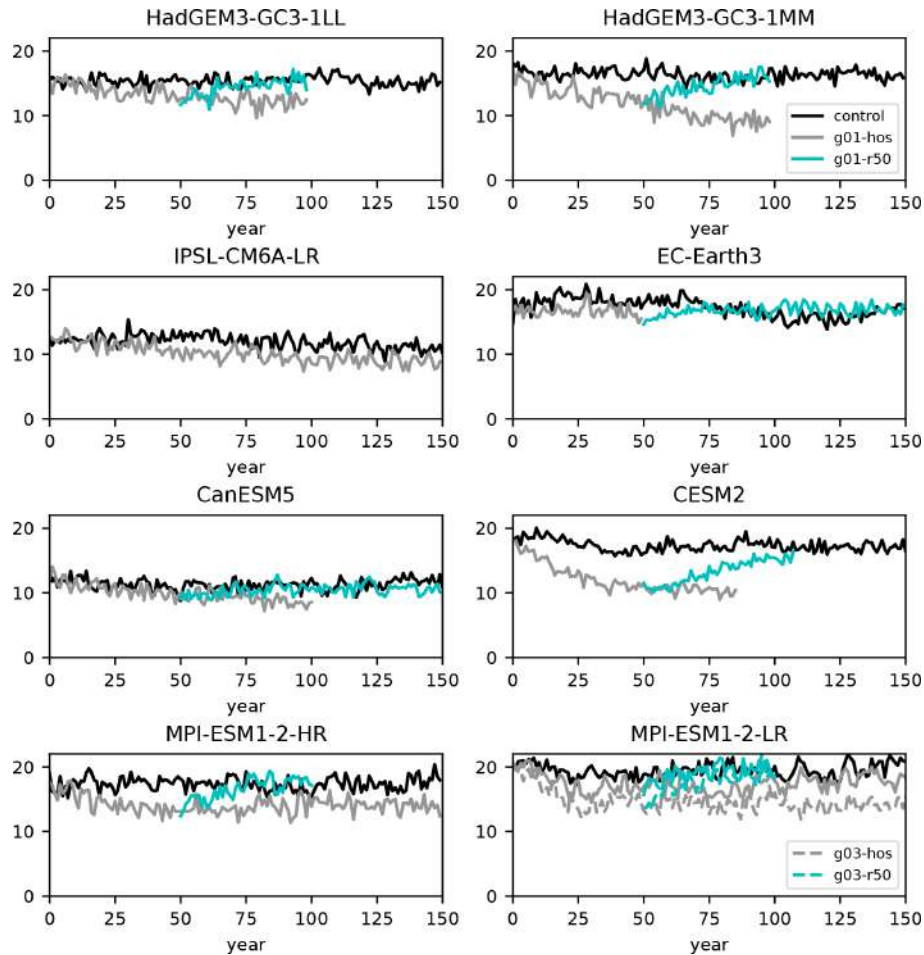 HadGEM3-GC3-1LL
HadGEM3-GC3-1MM
20
10
0
0 25 50 75 100 125 150
year
20
10
0
control
g01-hos
g01-r50
0 25 50 75 100 125 150
year
IPSL-CM6A-LR
EC-Earth3
20
10
0
0 25 50 75 100 125 150
year
20
10
0
0 25 50 75 100 125 150
year
CanESM5
CESM2
20
10
0
0 25 50 75 100 125 150
year
20
10
0
0 25 50 75 100 125 150
year
MPI-ESM1-2-HR
MPI-ESM1-2-LR
20
10
0
0 25 50 75 100 125 150
year
20
10
0
g03-hos
g03-r50
0 25 50 75 100 125 150
year